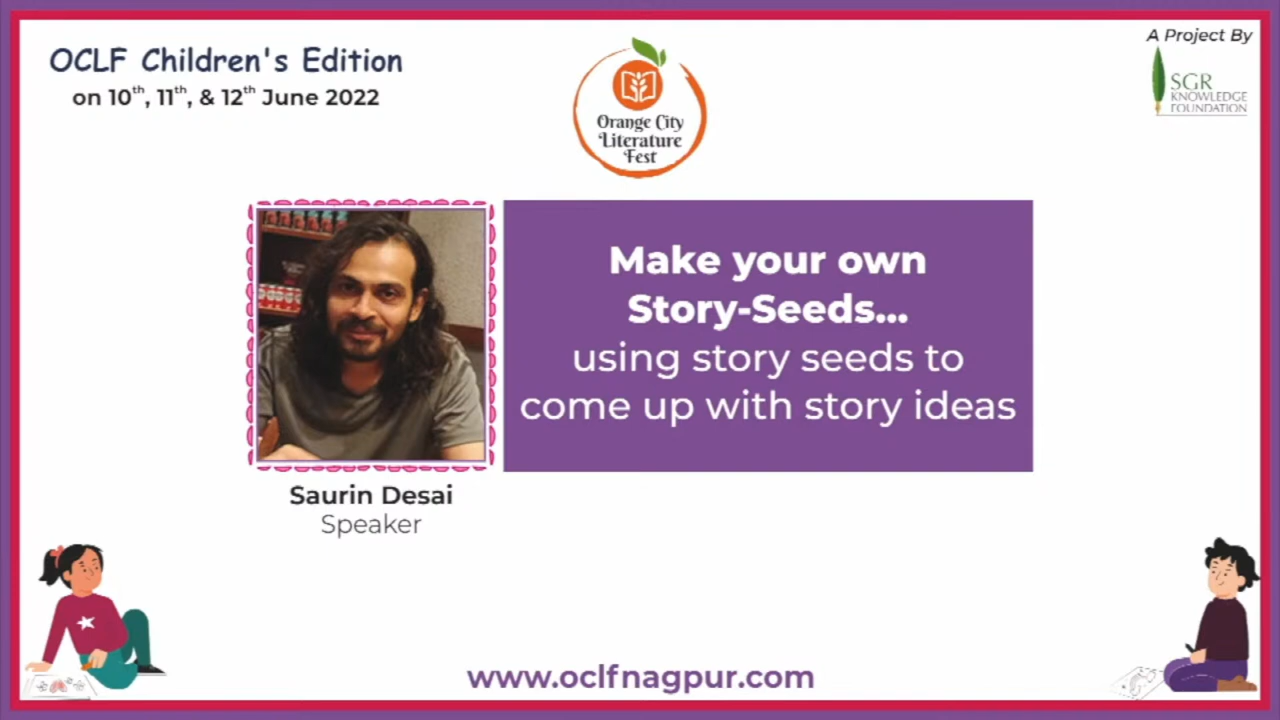 OCLF Children's Edition
on 10th, 11th, & 12th June 2022
Orange City
Literature
Fest
A Project By
SGR
KNOWLEDGE
FOUNDATION
Make your own
Story-Seeds...
using story seeds to
come up with story ideas
Saurin Desai
Speaker
www.oclfnagpur.com